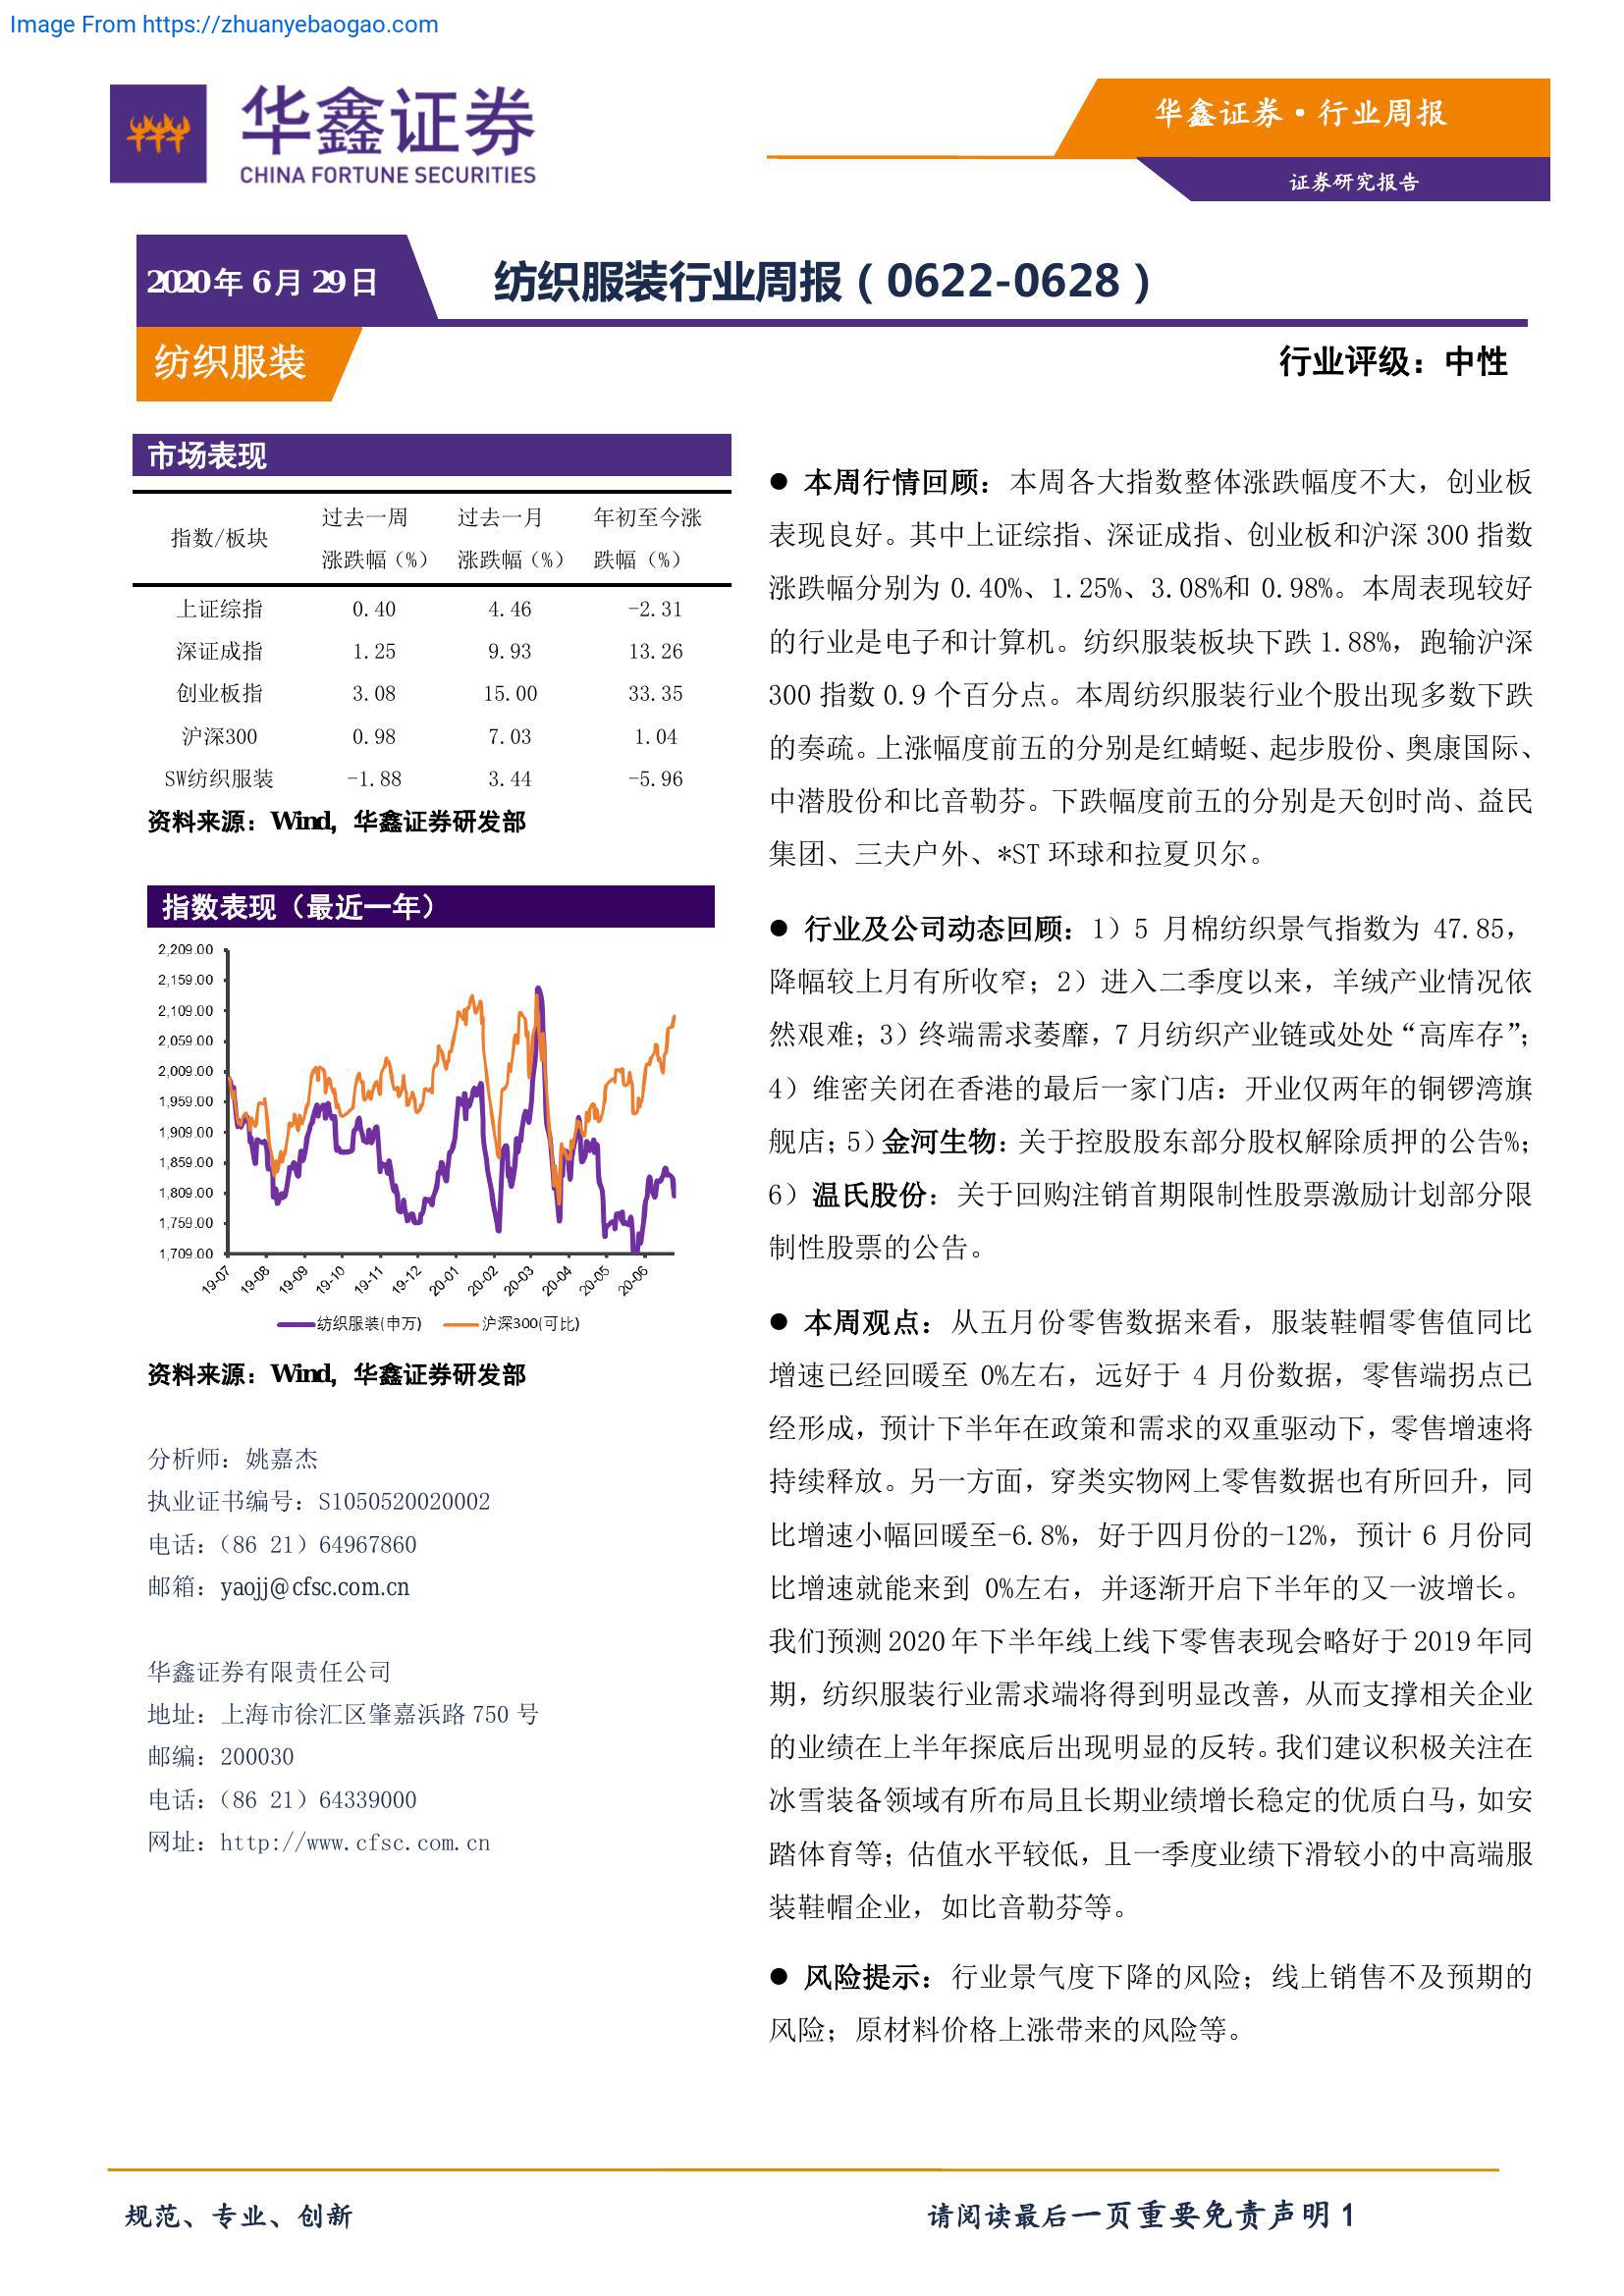 Image From https://zhuanyebaogao.com
华鑫证券
CHINA FORTUNE SECURITIES
华鑫证券·行业周报
证券研究报告
2020年 6月 29日
纺织服装行业周报（0622-0628）
纺织服装
行业评级：中性
市场表现
指数/板块 过去一周涨跌幅（%） 过去一月涨跌幅（%） 年初至今涨跌幅（%）
上证综指 0.40 4.46 -2.31
深证成指 1.25 9.93 13.26
创业板指 3.08 15.00 33.35
沪深300 0.98 7.03 1.04
SW纺织服装 -1.88 3.44 -5.96
资料来源：Wind，华鑫证券研发部
指数表现（最近一年）
2,209.00
2,159.00
2,109.00
2,059.00
2,009.00
1,959.00
1,909.00
1,859.00
1,809.00
1,759.00
1,709.00
19-07 19-08 19-09 19-10 19-11 19-12 20-01 20-02 20-03 20-04 20-05 20-06
纺织服装(申万) 沪深300(可比)
资料来源：Wind，华鑫证券研发部
分析师：姚嘉杰
执业证书编号：S1050520020002
电话：（86 21）64967860
邮箱：yaojj@cfsc.com.cn
华鑫证券有限责任公司
地址：上海市徐汇区肇嘉浜路 750 号
邮编：200030
电话：（86 21）64339000
网址：http://www.cfsc.com.cn
● 本周行情回顾：本周各大指数整体涨跌幅度不大，创业板
表现良好。其中上证综指、深证成指、创业板和沪深 300 指数
涨跌幅分别为 0.40%、1.25%、3.08%和 0.98%。本周表现较好
的行业是电子和计算机。纺织服装板块下跌 1.88%，跑输沪深
300 指数 0.9 个百分点。本周纺织服装行业个股出现多数下跌
的奏疏。上涨幅度前五的分别是红蜻蜓、起步股份、奥康国际、
中潜股份和比音勒芬。下跌幅度前五的分别是天创时尚、益民
集团、三夫户外、*ST 环球和拉夏贝尔。
● 行业及公司动态回顾：1）5 月棉纺织景气指数为 47.85，
降幅较上月有所收窄；2）进入二季度以来，羊绒产业情况依
然艰难；3）终端需求萎靡，7 月纺织产业链或处处“高库存”；
4）维密关闭在香港的最后一家门店：开业仅两年的铜锣湾旗
舰店；5）金河生物：关于控股股东部分股权解除质押的公告%；
6）温氏股份：关于回购注销首期限制性股票激励计划部分限
制性股票的公告。
● 本周观点：从五月份零售数据来看，服装鞋帽零售值同比
增速已经回暖至 0%左右，远好于 4 月份数据，零售端拐点已
经形成，预计下半年在政策和需求的双重驱动下，零售增速将
持续释放。另一方面，穿类实物网上零售数据也有所回升，同
比增速小幅回暖至-6.8%，好于四月份的-12%，预计 6 月份同
比增速就能来到 0%左右，并逐渐开启下半年的又一波增长。
我们预测 2020 年下半年线上线下零售表现会略好于 2019 年同
期，纺织服装行业需求端将得到明显改善，从而支撑相关企业
的业绩在上半年探底后出现明显的反转。我们建议积极关注在
冰雪装备领域有所布局且长期业绩增长稳定的优质白马，如安
踏体育等；估值水平较低，且一季度业绩下滑较小的中高端服
装鞋帽企业，如比音勒芬等。
● 风险提示：行业景气度下降的风险；线上销售不及预期的
风险；原材料价格上涨带来的风险等。
规范、专业、创新
请阅读最后一页重要免责声明 1